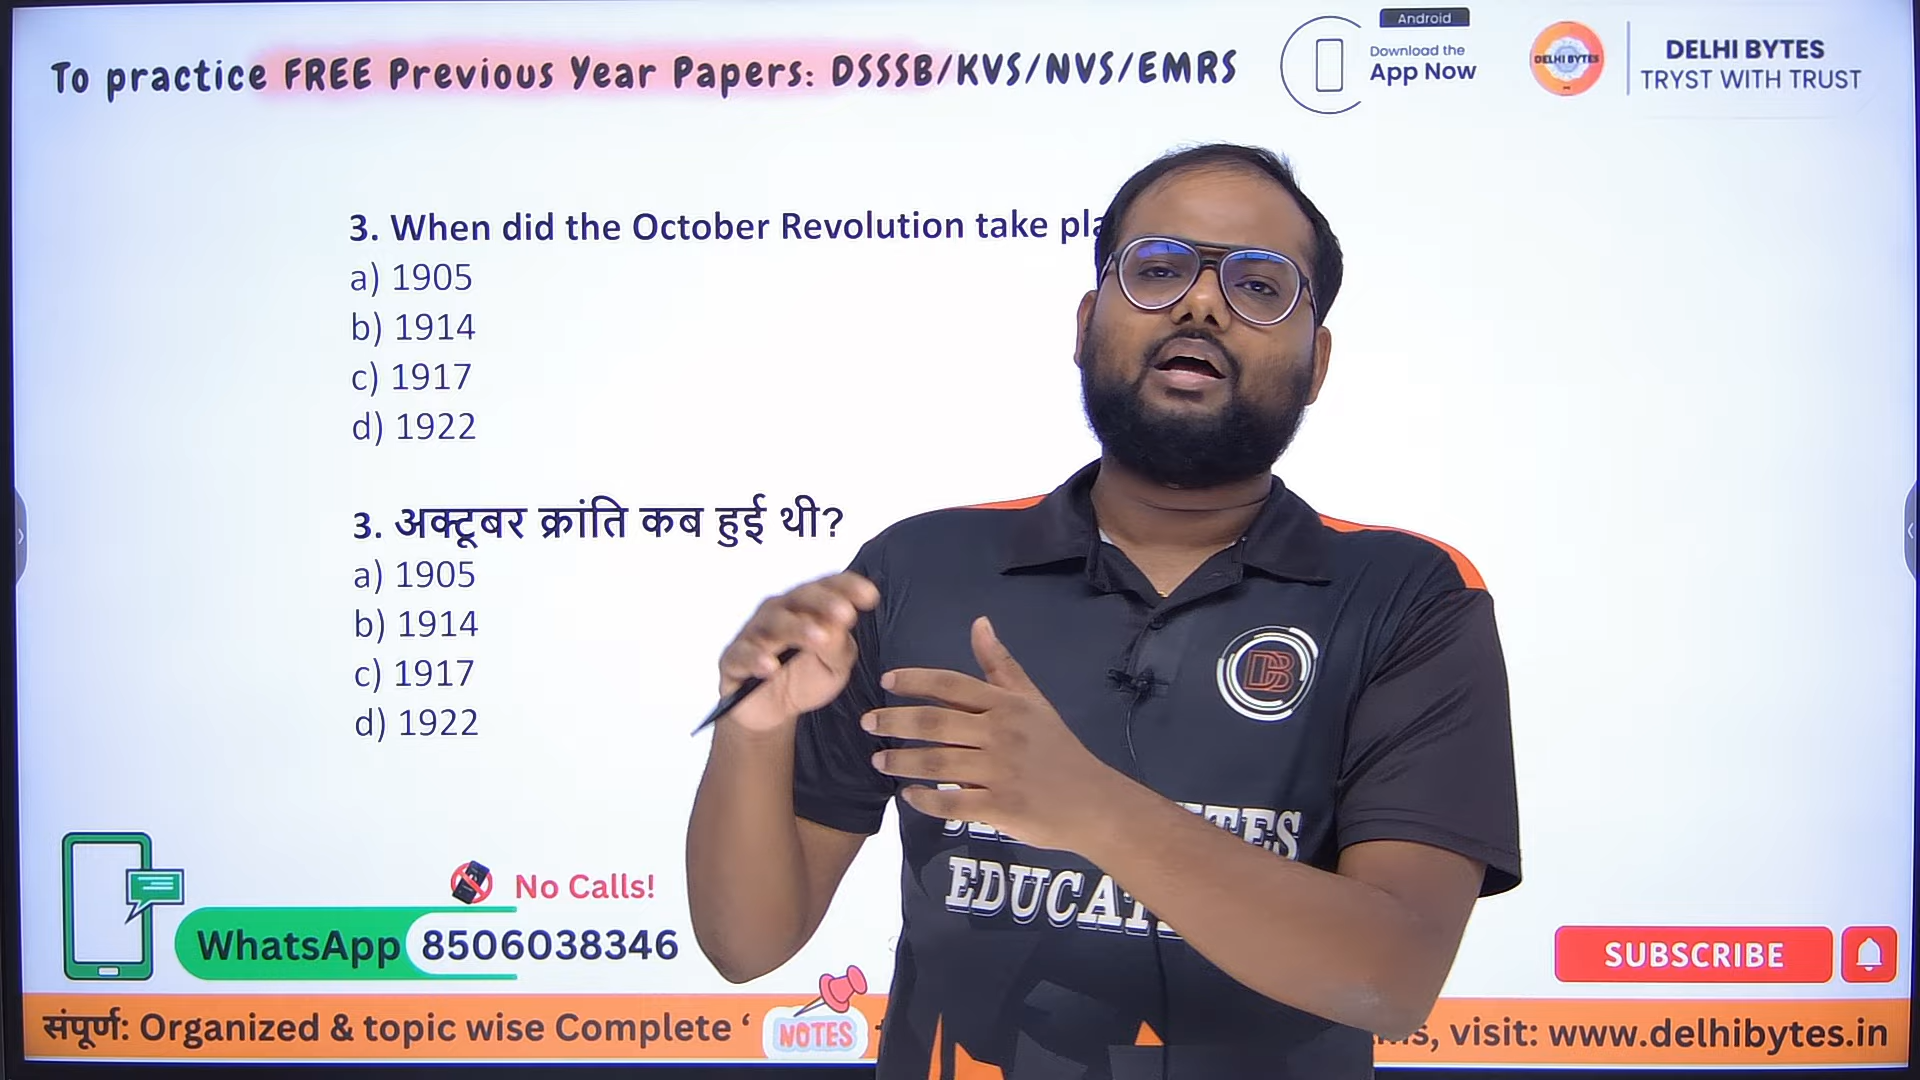 To practice FREE Previous Year Papers: DSSSB/KVS/NVS/EMRS
Android
Download the
App Now
DELHI BYTES
DELHI BYTES
TRYST WITH TRUST
3. When did the October Revolution take
a) 1905
b) 1914
c) 1917
d) 1922
3. अक्टूबर क्रांति कब हुई थी?
a) 1905
b) 1914
c) 1917
d) 1922
DB
EDUCAT
No Calls!
WhatsApp 8506038346
SUBSCRIBE
संपूर्ण: Organized & topic wise Complete ‘ NOTES
visit: www.delhibytes.in